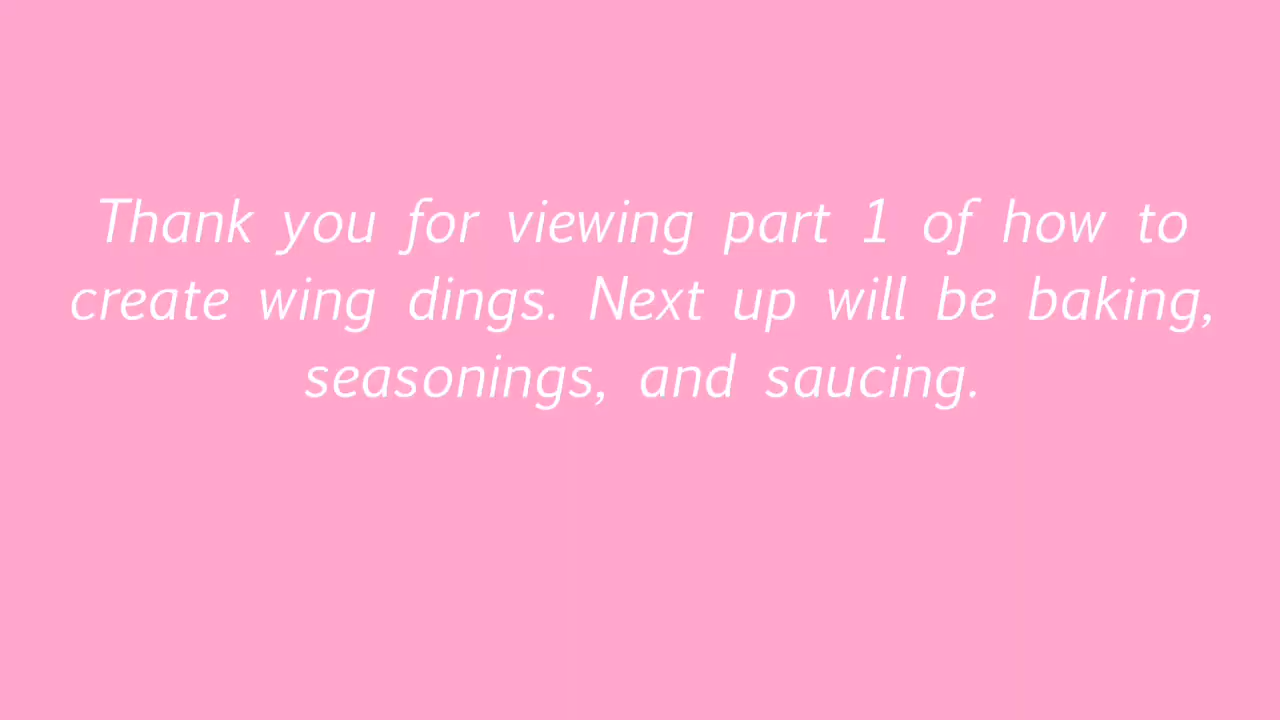 Thank you for viewing part 1 of how to
create wing dings. Next up will be baking,
seasonings, and saucing.